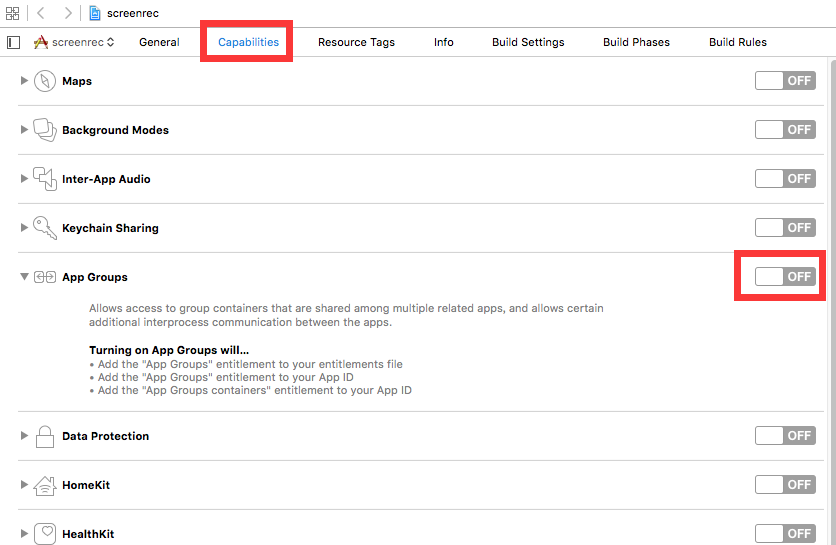 screenrec
screenrec General Capabilities Resource Tags Info Build Settings Build Phases Build Rules
Maps OFF
Background Modes OFF
Inter-App Audio OFF
Keychain Sharing OFF
App Groups OFF
Allows access to group containers that are shared among multiple related apps, and allows certain
additional interprocess communication between the apps.
Turning on App Groups will...
• Add the "App Groups" entitlement to your entitlements file
• Add the "App Groups" entitlement to your App ID
• Add the "App Groups containers" entitlement to your App ID
Data Protection OFF
HomeKit OFF
HealthKit OFF